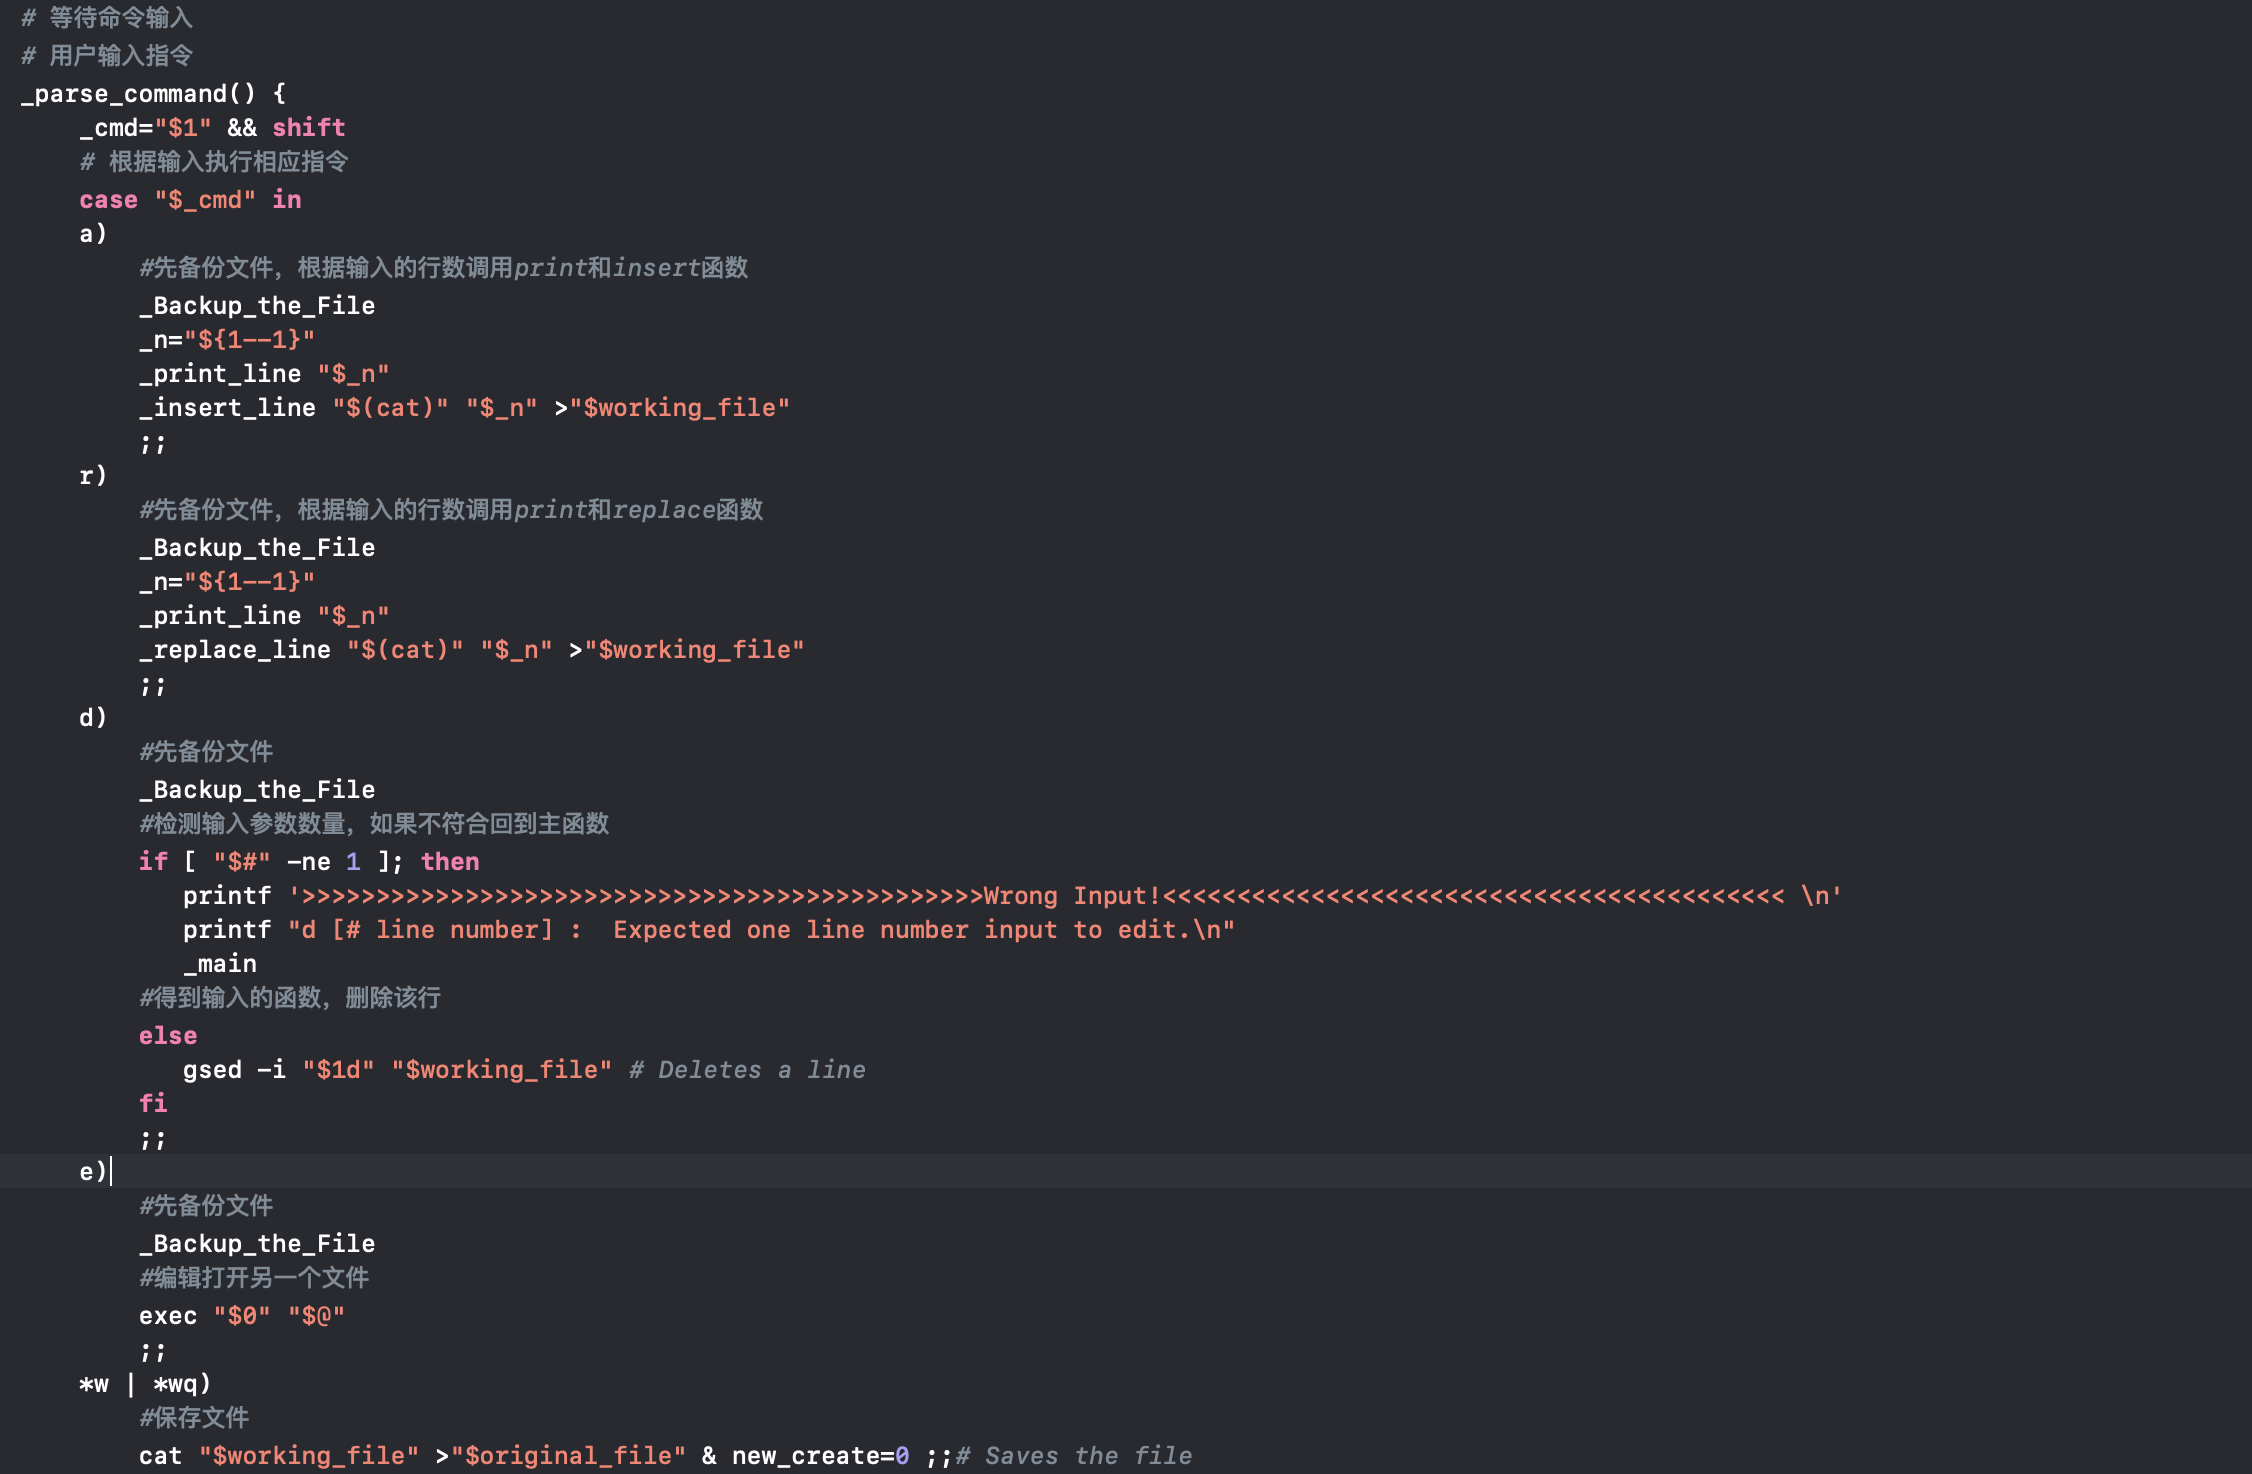 # 等待命令输入
# 用户输入指令
_parse_command() {
    _cmd="$1" && shift
    # 根据输入执行相应指令
    case "$_cmd" in
    a)
        #先备份文件，根据输入的行数调用print和insert函数
        _Backup_the_File
        _n="${1--1}"
        _print_line "$_n"
        _insert_line "$(cat)" "$_n" >"$working_file"
        ;;
    r)
        #先备份文件，根据输入的行数调用print和replace函数
        _Backup_the_File
        _n="${1--1}"
        _print_line "$_n"
        _replace_line "$(cat)" "$_n" >"$working_file"
        ;;
    d)
        #先备份文件
        _Backup_the_File
        #检测输入参数数量，如果不符合回到主函数
        if [ "$#" -ne 1 ]; then
           printf '>>>>>>>>>>>>>>>>>>>>>>>>>>>>>>>>>>>>>>>>>>>>>>Wrong Input!<<<<<<<<<<<<<<<<<<<<<<<<<<<<<<<<<<<<<<<<<< \n'
           printf "d [# line number] :  Expected one line number input to edit.\n"
           _main
        #得到输入的函数，删除该行
        else
           gsed -i "$1d" "$working_file" # Deletes a line
        fi
        ;;
    e)
        #先备份文件
        _Backup_the_File
        #编辑打开另一个文件
        exec "$0" "$@"
        ;;
    *w | *wq)
        #保存文件
        cat "$working_file" >"$original_file" & new_create=0 ;;# Saves the file